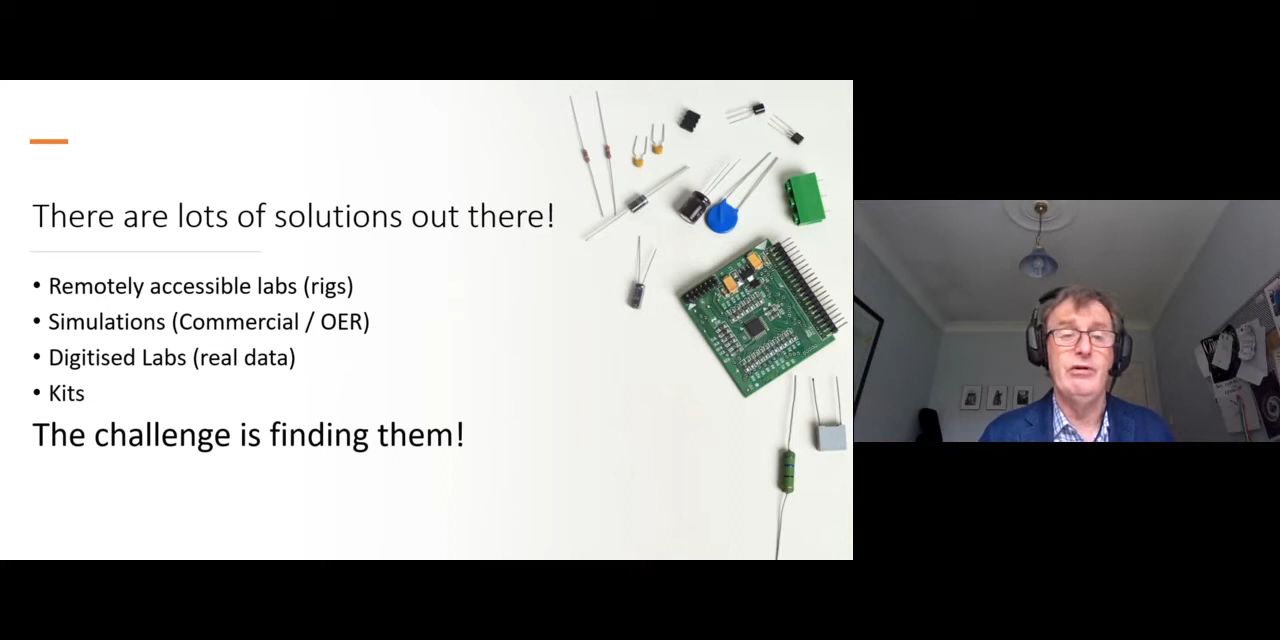 There are lots of solutions out there!
• Remotely accessible labs (rigs)
• Simulations (Commercial / OER)
• Digitised Labs (real data)
• Kits
The challenge is finding them!